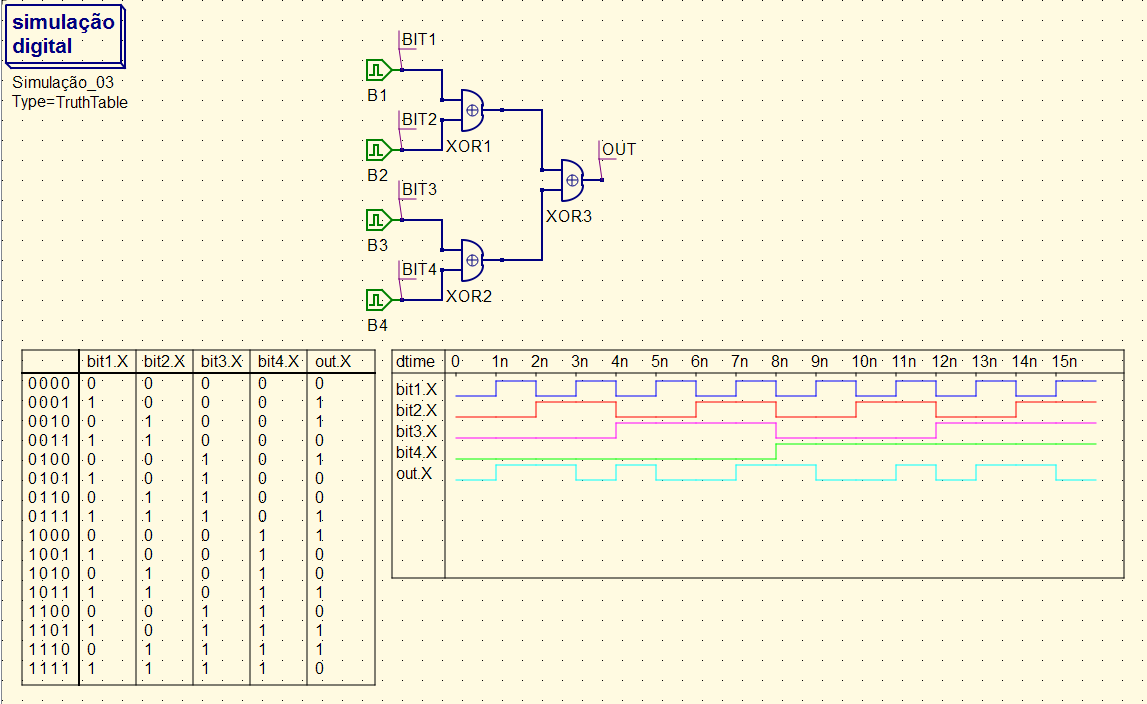 simulação
digital
Simulação_03
Type=TruthTable
BIT1
B1
BIT2
XOR1
B2
OUT
BIT3
XOR3
B3
BIT4
XOR2
B4
bit1.X bit2.X bit3.X bit4.X out.X
0000 0 0 0 0 0
0001 1 0 0 0 1
0010 0 1 0 0 1
0011 1 1 0 0 0
0100 0 0 1 0 1
0101 1 0 1 0 0
0110 0 1 1 0 0
0111 1 1 1 0 1
1000 0 0 0 1 1
1001 1 0 0 1 0
1010 0 1 0 1 0
1011 1 1 0 1 1
1100 0 0 1 1 0
1101 1 0 1 1 1
1110 0 1 1 1 1
1111 1 1 1 1 0
dtime 0 1n 2n 3n 4n 5n 6n 7n 8n 9n 10n 11n 12n 13n 14n 15n
bit1.X
bit2.X
bit3.X
bit4.X
out.X